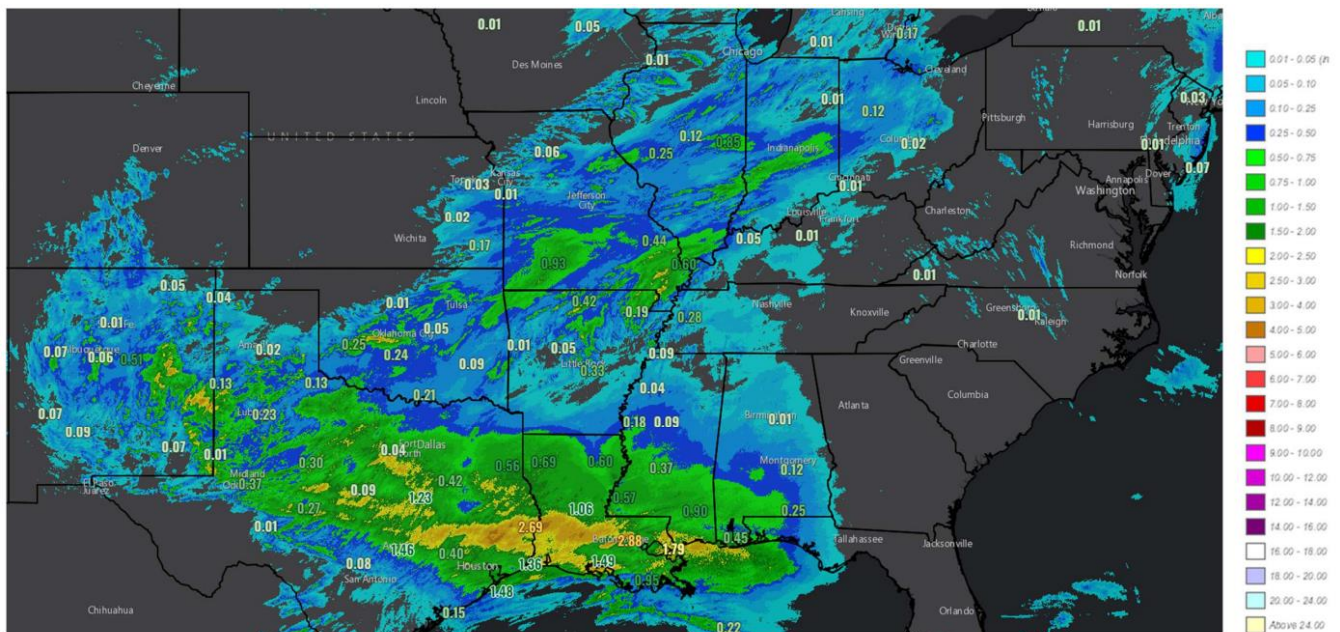 0.01
0.05
Lansing
0.17
0.01
0.01
Chicago
0.01
Des Moines
Cleveland
Cheyenne
Lincoln
0.01
0.12
0.03
Pittsburgh
Harrisburg
Trenton
UNITED STATES
0.12
0.85
Indianapolis
0.02
0.01
Philadelphia
Denver
0.06
0.25
0.07
Kansas
City
0.03
0.01
Jefferson
City
Cincinnati
0.01
Annapolis
Dover
Washington
0.02
Louisville
Frankfort
Charleston
Wichita
0.17
0.44
0.05
0.01
Richmond
0.93
0.60
0.01
Norfolk
0.05
0.04
0.01
Tulsa
0.42
0.19
0.28
Nashville
Knoxville
Greensboro
0.01
Raleigh
0.01
Oklahoma City
0.05
0.07
0.06
0.51
0.02
0.25
0.24
0.09
0.01
0.05
0.33
0.09
Charlotte
Greenville
0.13
0.13
0.21
0.04
Columbia
0.07
0.23
0.18
0.09
Birmingham
0.01
Atlanta
0.09
0.07
0.01
0.04
Dallas
0.30
0.56
0.69
0.60
0.37
Montgomery
0.12
Midland
0.37
0.42
El Paso
Juarez
0.09
1.23
0.57
0.27
1.06
0.90
0.25
0.01
2.69
2.88
0.45
Tallahassee
Jacksonville
1.46
0.40
1.79
0.08
Houston
1.36
1.49
San Antonio
0.95
1.48
Chihuahua
0.15
0.22
Orlando
0.01 - 0.05 (in
0.05 - 0.10
0.10 - 0.25
0.25 - 0.50
0.50 - 0.75
0.75 - 1.00
1.00 - 1.50
1.50 - 2.00
2.00 - 2.50
2.50 - 3.00
3.00 - 4.00
4.00 - 5.00
5.00 - 6.00
6.00 - 7.00
7.00 - 8.00
8.00 - 9.00
9.00 - 10.00
10.00 - 12.00
12.00 - 14.00
14.00 - 16.00
16.00 - 18.00
18.00 - 20.00
20.00 - 24.00
Above 24.00